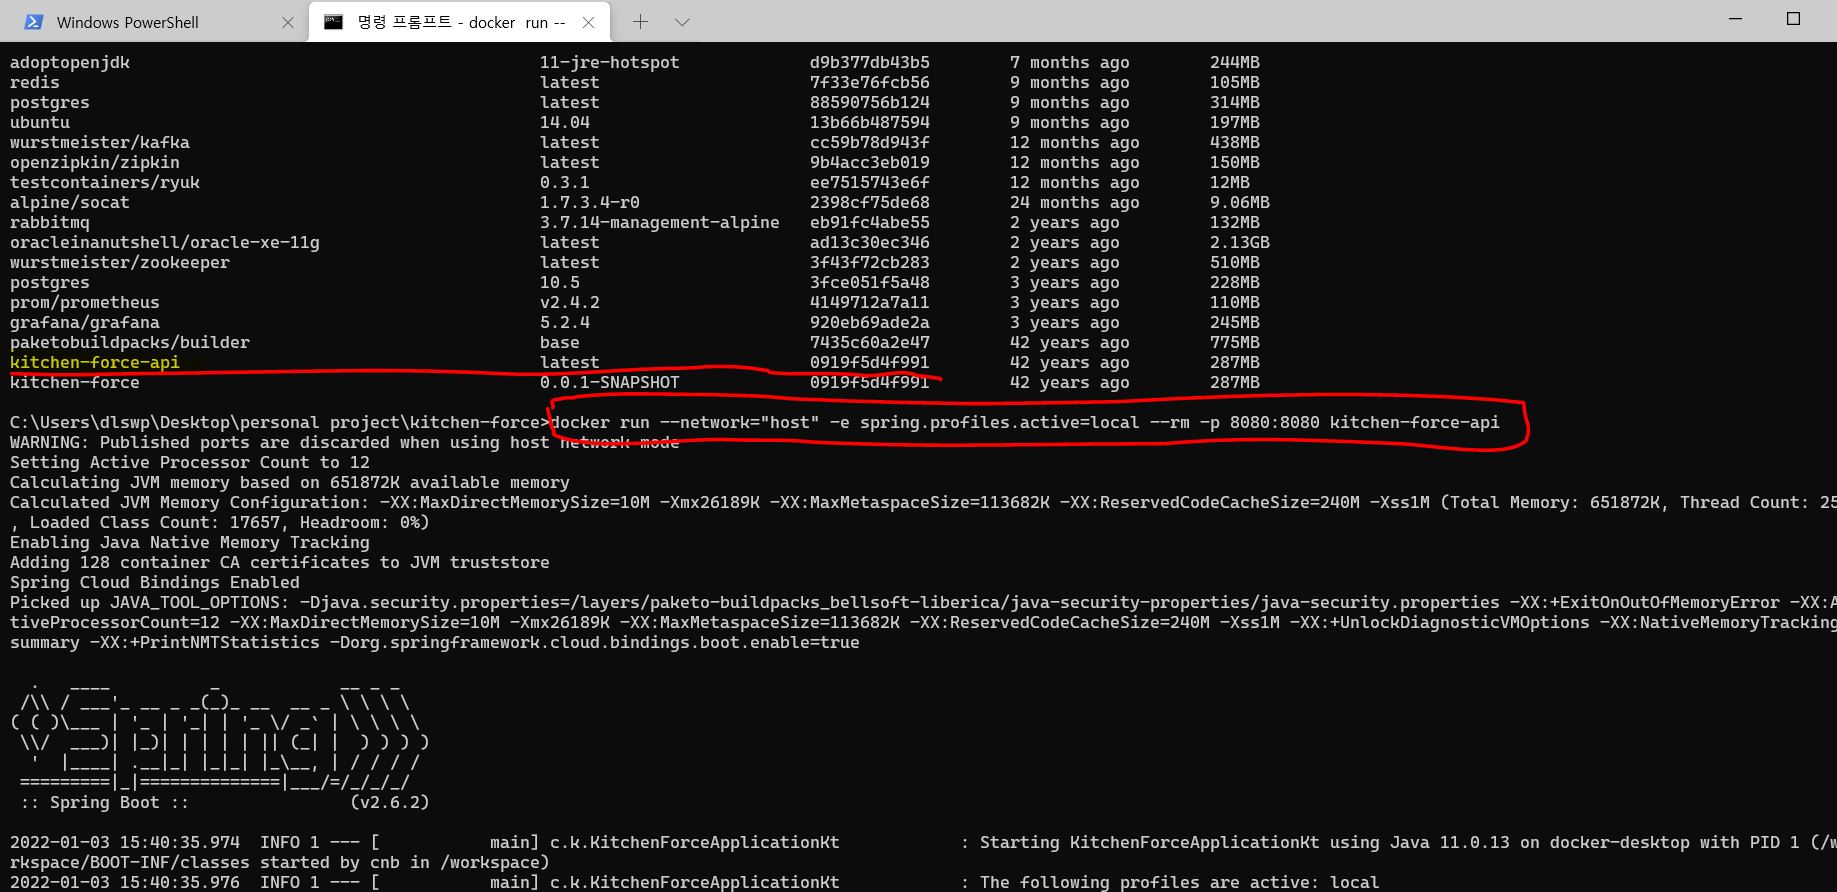 Windows PowerShell
명령 프롬프트 - docker  run --
adoptopenjdk 11-jre-hotspot d9b377db43b5 7 months ago 244MB
redis latest 7f33e76fcb56 9 months ago 105MB
postgres latest 88590756b124 9 months ago 314MB
ubuntu 14.04 13b66b487594 9 months ago 197MB
wurstmeister/kafka latest cc59b78d943f 12 months ago 438MB
openzipkin/zipkin latest 9b4acc3eb019 12 months ago 150MB
testcontainers/ryuk 0.3.1 ee7515743e6f 12 months ago 12MB
alpine/socat 1.7.3.4-r0 2398cf75de68 24 months ago 9.06MB
rabbitmq 3.7.14-management-alpine eb91fc4abe55 2 years ago 132MB
oracleinanutshell/oracle-xe-11g latest ad13c30ec346 2 years ago 2.13GB
wurstmeister/zookeeper latest 3f43f72cb283 2 years ago 510MB
postgres 10.5 3fce051f5a48 3 years ago 228MB
prom/prometheus v2.4.2 4149712a7a11 3 years ago 110MB
grafana/grafana 5.2.4 920eb69ade2a 3 years ago 245MB
paketobuildpacks/builder base 7435c60a2e47 42 years ago 775MB
kitchen-force-api latest 0919f5d4f991 42 years ago 287MB
kitchen-force 0.0.1-SNAPSHOT 0919f5d4f991 42 years ago 287MB
C:\Users\dlswp\Desktop\personal project\kitchen-force>docker run --network="host" -e spring.profiles.active=local --rm -p 8080:8080 kitchen-force-api
WARNING: Published ports are discarded when using host network mode
Setting Active Processor Count to 12
Calculating JVM memory based on 651872K available memory
Calculated JVM Memory Configuration: -XX:MaxDirectMemorySize=10M -Xmx26189K -XX:MaxMetaspaceSize=113682K -XX:ReservedCodeCacheSize=240M -Xss1M (Total Memory: 651872K, Thread Count: 25
, Loaded Class Count: 17657, Headroom: 0%)
Enabling Java Native Memory Tracking
Adding 128 container CA certificates to JVM truststore
Spring Cloud Bindings Enabled
Picked up JAVA_TOOL_OPTIONS: -Djava.security.properties=/layers/paketo-buildpacks_bellsoft-liberica/java-security-properties/java-security.properties -XX:+ExitOnOutOfMemoryError -XX:A
tiveProcessorCount=12 -XX:MaxDirectMemorySize=10M -Xmx26189K -XX:MaxMetaspaceSize=113682K -XX:ReservedCodeCacheSize=240M -Xss1M -XX:+UnlockDiagnosticVMOptions -XX:NativeMemoryTracking
summary -XX:+PrintNMTStatistics -Dorg.springframework.cloud.bindings.boot.enable=true
  .   ____          _            __ _ _
 /\\ / ___'_ __ _ _(_)_ __  __ _ \ \ \ \
( ( )\___ | '_ | '_| | '_ \/ _` | \ \ \ \
 \\/  ___)| |_)| | | | | || (_| |  ) ) ) )
  '  |____| .__|_| |_|_| |_\__, | / / / /
 =========|_|==============|___/=/_/_/_/
 :: Spring Boot ::                (v2.6.2)
2022-01-03 15:40:35.974  INFO 1 --- [           main] c.k.KitchenForceApplicationKt            : Starting KitchenForceApplicationKt using Java 11.0.13 on docker-desktop with PID 1 (/w
rkspace/BOOT-INF/classes started by cnb in /workspace)
2022-01-03 15:40:35.976  INFO 1 --- [           main] c.k.KitchenForceApplicationKt            : The following profiles are active: local